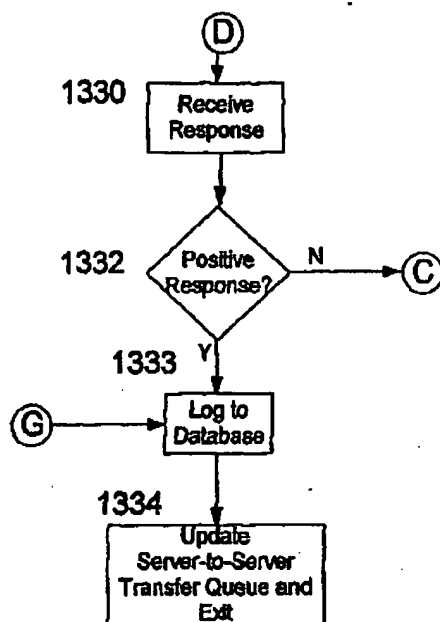 D
1330
Receive
Response
1332
Positive
Response?
N
C
Y
1333
Log to
Database
G
1334
Update
Server-to-Server
Transfer Queue and
Exit